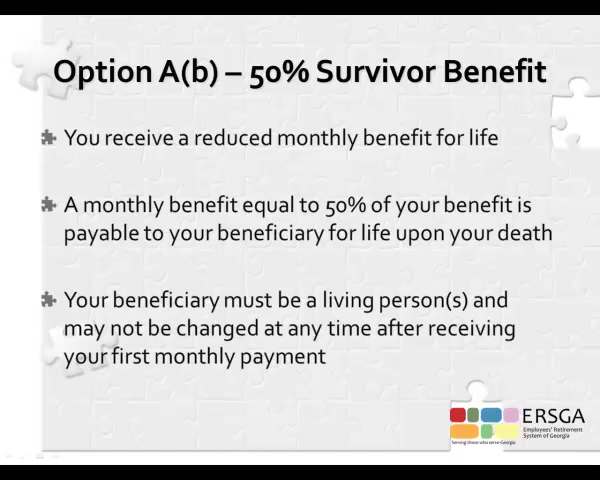 Option A(b) – 50% Survivor Benefit
You receive a reduced monthly benefit for life
A monthly benefit equal to 50% of your benefit is
payable to your beneficiary for life upon your death
Your beneficiary must be a living person(s) and
may not be changed at any time after receiving
your first monthly payment
ERSGA
Employees' Retirement
System of Georgia
Serving those who serve Georgia